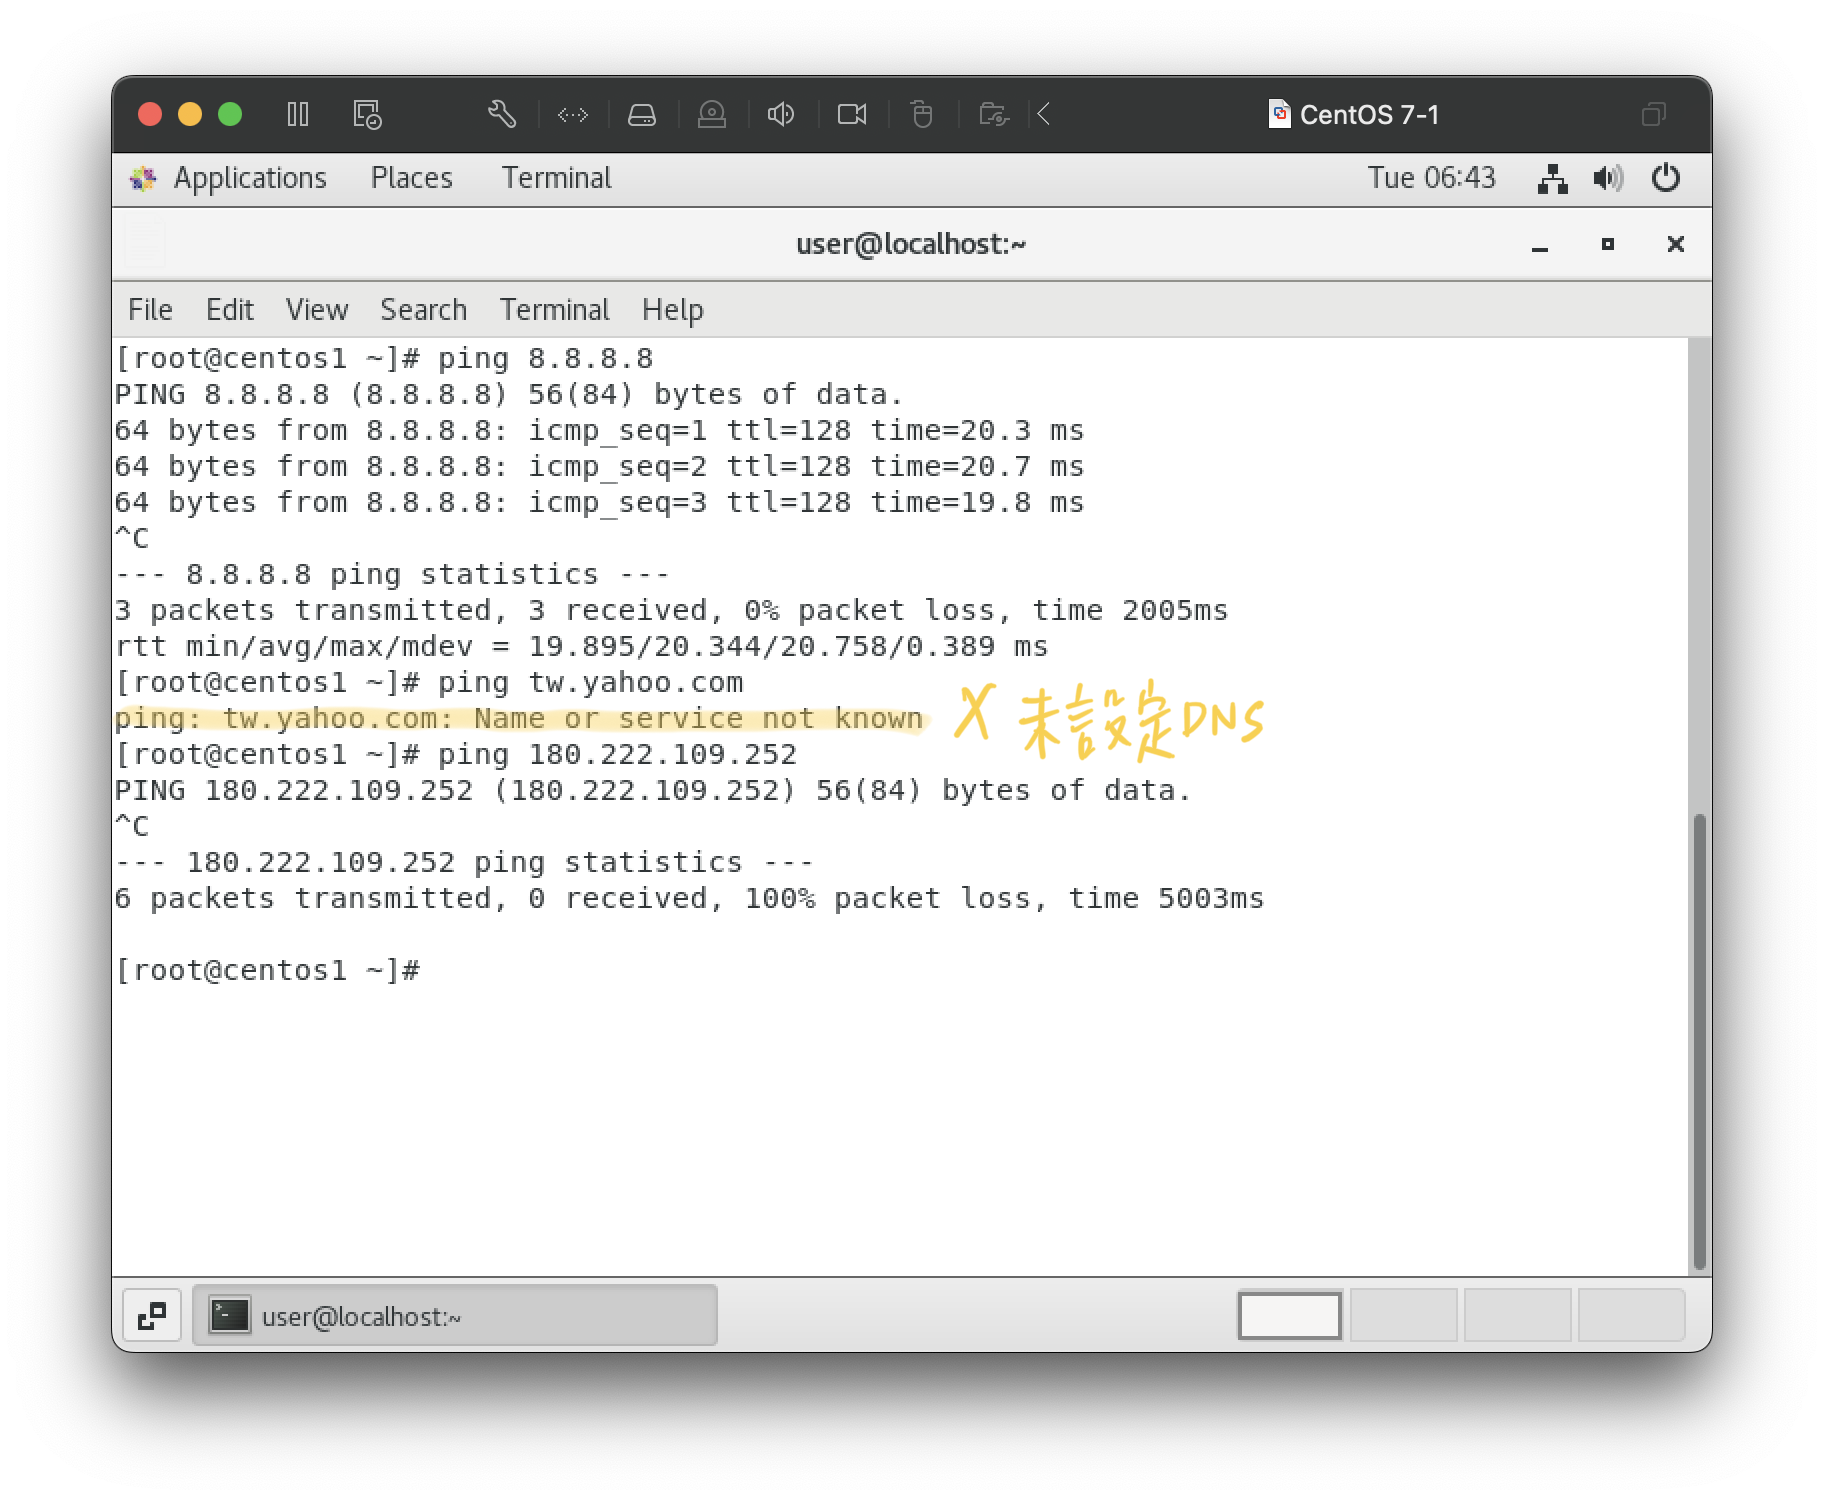 CentOS 7-1
Applications Places Terminal Tue 06:43
user@localhost:~
File Edit View Search Terminal Help
[root@centos1 ~]# ping 8.8.8.8
PING 8.8.8.8 (8.8.8.8) 56(84) bytes of data.
64 bytes from 8.8.8.8: icmp_seq=1 ttl=128 time=20.3 ms
64 bytes from 8.8.8.8: icmp_seq=2 ttl=128 time=20.7 ms
64 bytes from 8.8.8.8: icmp_seq=3 ttl=128 time=19.8 ms
^C
--- 8.8.8.8 ping statistics ---
3 packets transmitted, 3 received, 0% packet loss, time 2005ms
rtt min/avg/max/mdev = 19.895/20.344/20.758/0.389 ms
[root@centos1 ~]# ping tw.yahoo.com
ping: tw.yahoo.com: Name or service not known X 未設定DNS
[root@centos1 ~]# ping 180.222.109.252
PING 180.222.109.252 (180.222.109.252) 56(84) bytes of data.
^C
--- 180.222.109.252 ping statistics ---
6 packets transmitted, 0 received, 100% packet loss, time 5003ms
[root@centos1 ~]#
user@localhost:~